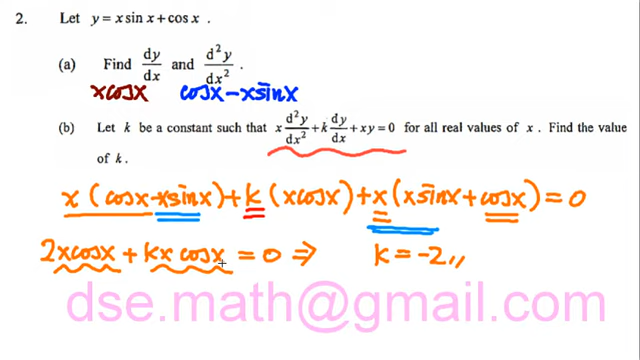 2. Let y = x sin x + cos x .
(a) Find dy/dx and d²y/dx² .
xcosx cosx − xsinx
(b) Let k be a constant such that x d²y/dx² + k dy/dx + xy = 0 for all real values of x . Find the value
of k .
x ( cosx − xsinx ) + k ( xcosx ) + x ( xsinx + cosx ) = 0
2xcosx + kx cosx = 0 ⇒ k = −2 //
dse.math@gmail.com